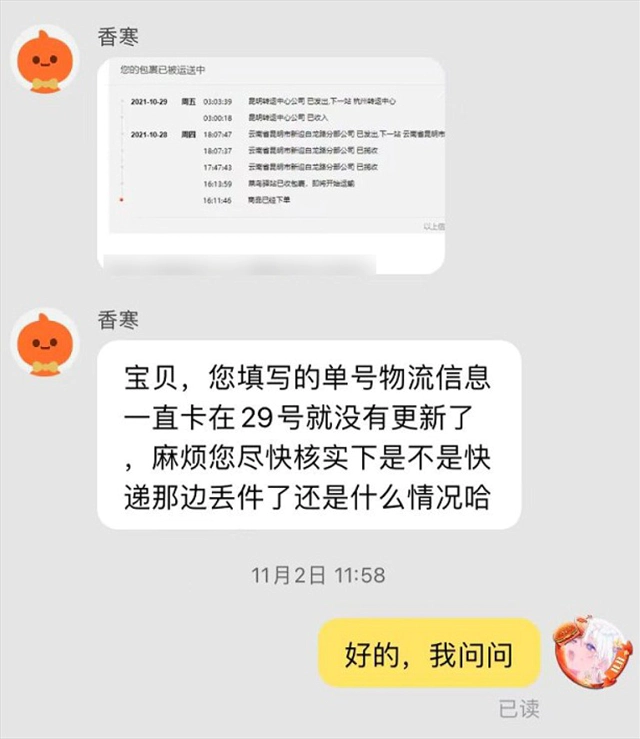 香寒
您的包裹已被运送中
2021-10-29 周五 03:03:39 昆明转运中心公司 已发出,下一站 杭州转运中心
03:00:18 昆明转运中心公司 已收入
2021-10-28 周四 18:07:47 云南省昆明市新迎白龙路分部公司 已发出,下一站 云南省昆明市
18:07:37 云南省昆明市新迎白龙路分部公司 已揽收
17:47:43 云南省昆明市新迎白龙路分部公司 已揽收
16:13:59 菜鸟驿站已收包裹，即将开始运输
16:11:46 商品已经下单
以上信
香寒
宝贝，您填写的单号物流信息
一直卡在29号就没有更新了
，麻烦您尽快核实下是不是快
递那边丢件了还是什么情况哈
11月2日 11:58
好的，我问问
已读